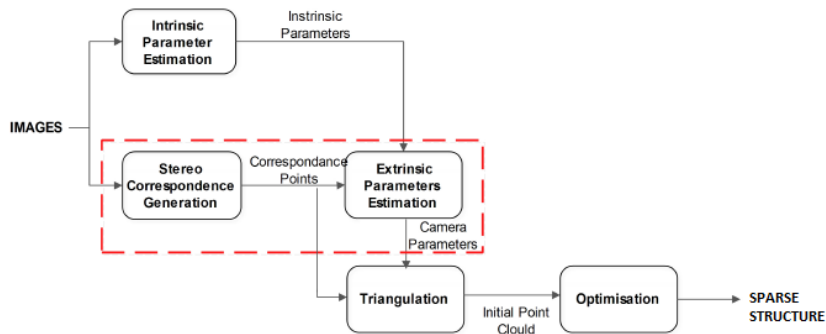 Intrinsic
Parameter
Estimation
Instrinsic
Parameters
IMAGES
Stereo
Correspondence
Generation
Correspondance
Points
Extrinsic
Parameters
Estimation
Camera
Parameters
Triangulation
Initial Point
Clould
Optimisation
SPARSE
STRUCTURE